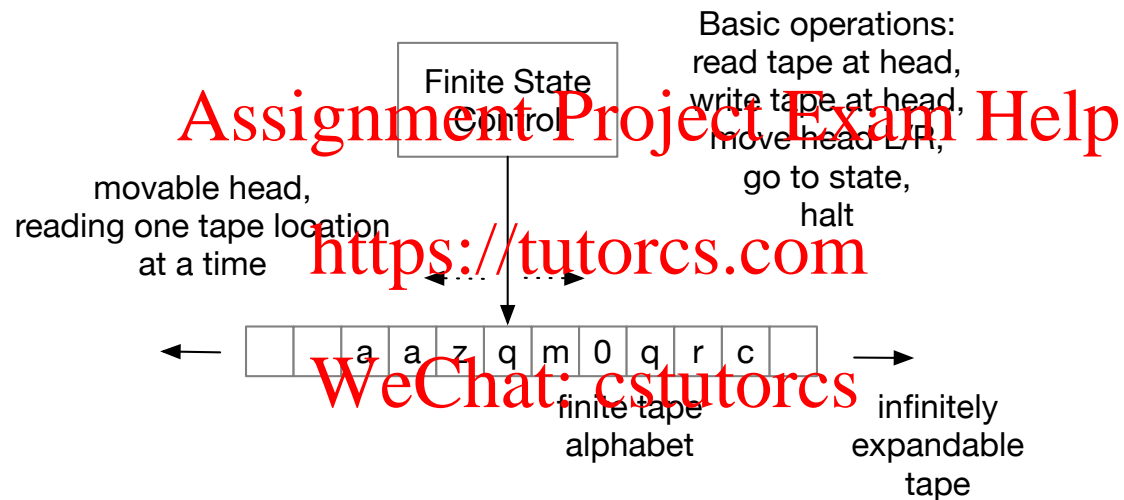 Basic operations:
read tape at head,
write tape at head,
move head L/R,
go to state,
halt
Finite State
Control
Assignment Project Exam Help
movable head,
reading one tape location
at a time
https://tutorcs.com
a a z q m 0 q r c
WeChat: cstutorcs
finite tape
alphabet
infinitely
expandable
tape